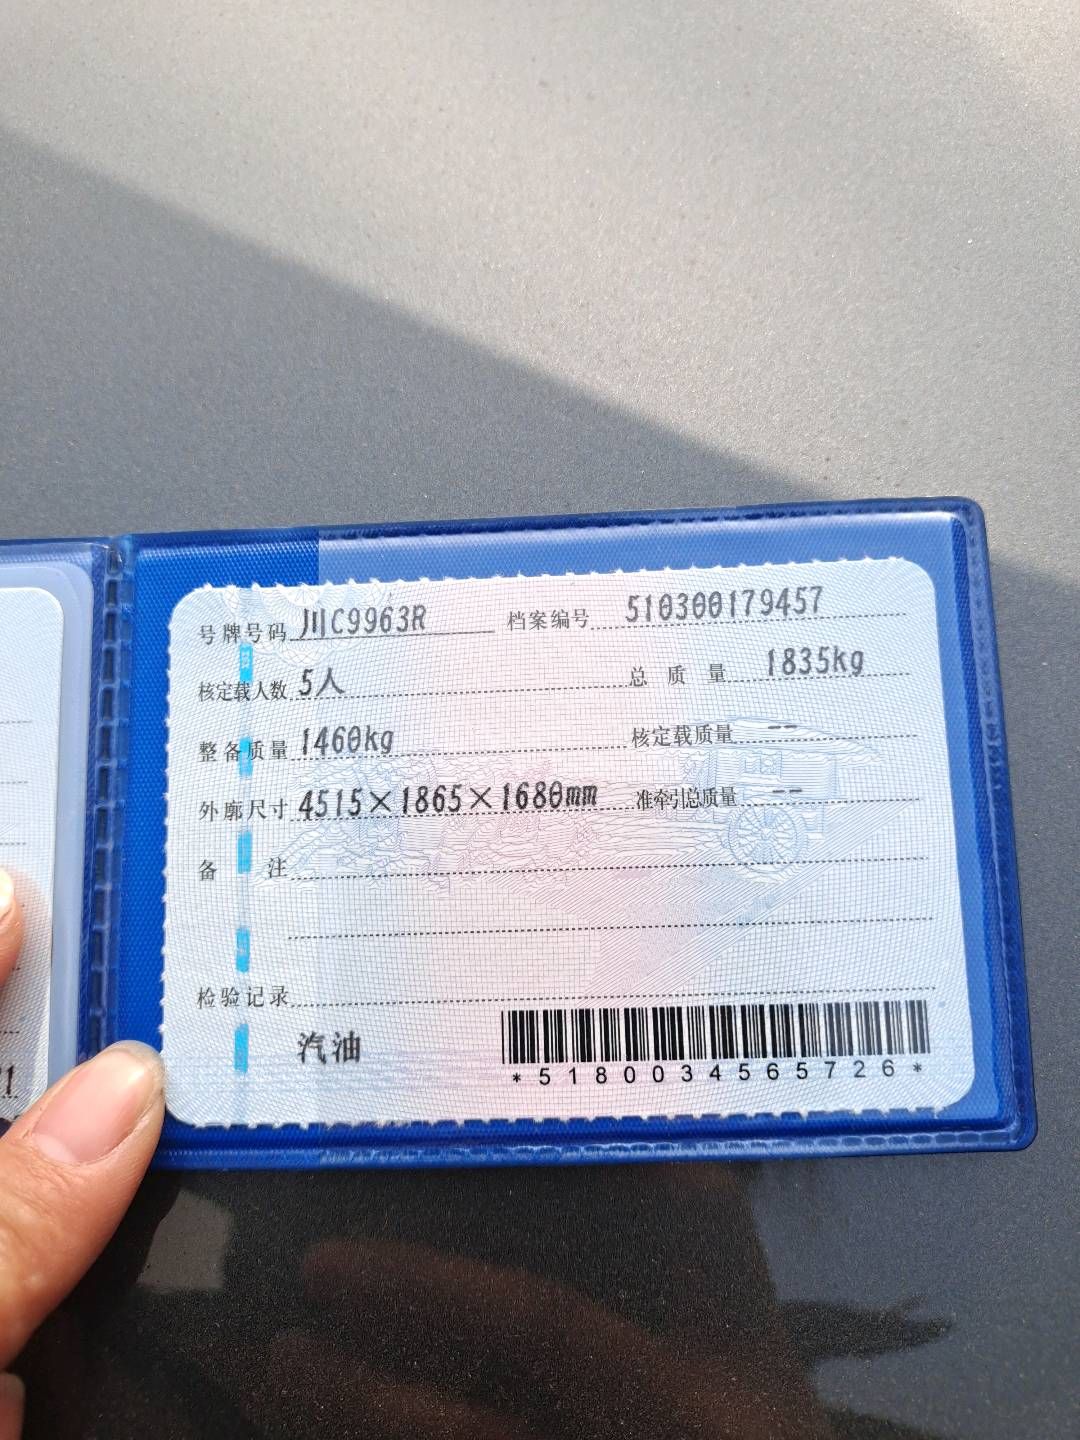 号牌号码 川C9963R 档案编号 510300179457
核定载人数 5人 总质量 1835kg
整备质量 1460kg 核定载质量 --
外廓尺寸 4515×1865×1680mm 准牵引总质量 --
备注
检验记录
汽油
*5180034565726*